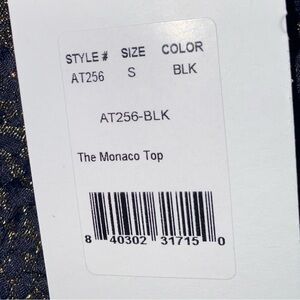 STYLE # SIZE COLOR
AT256 S BLK
AT256-BLK
The Monaco Top
8 40302 31715 0